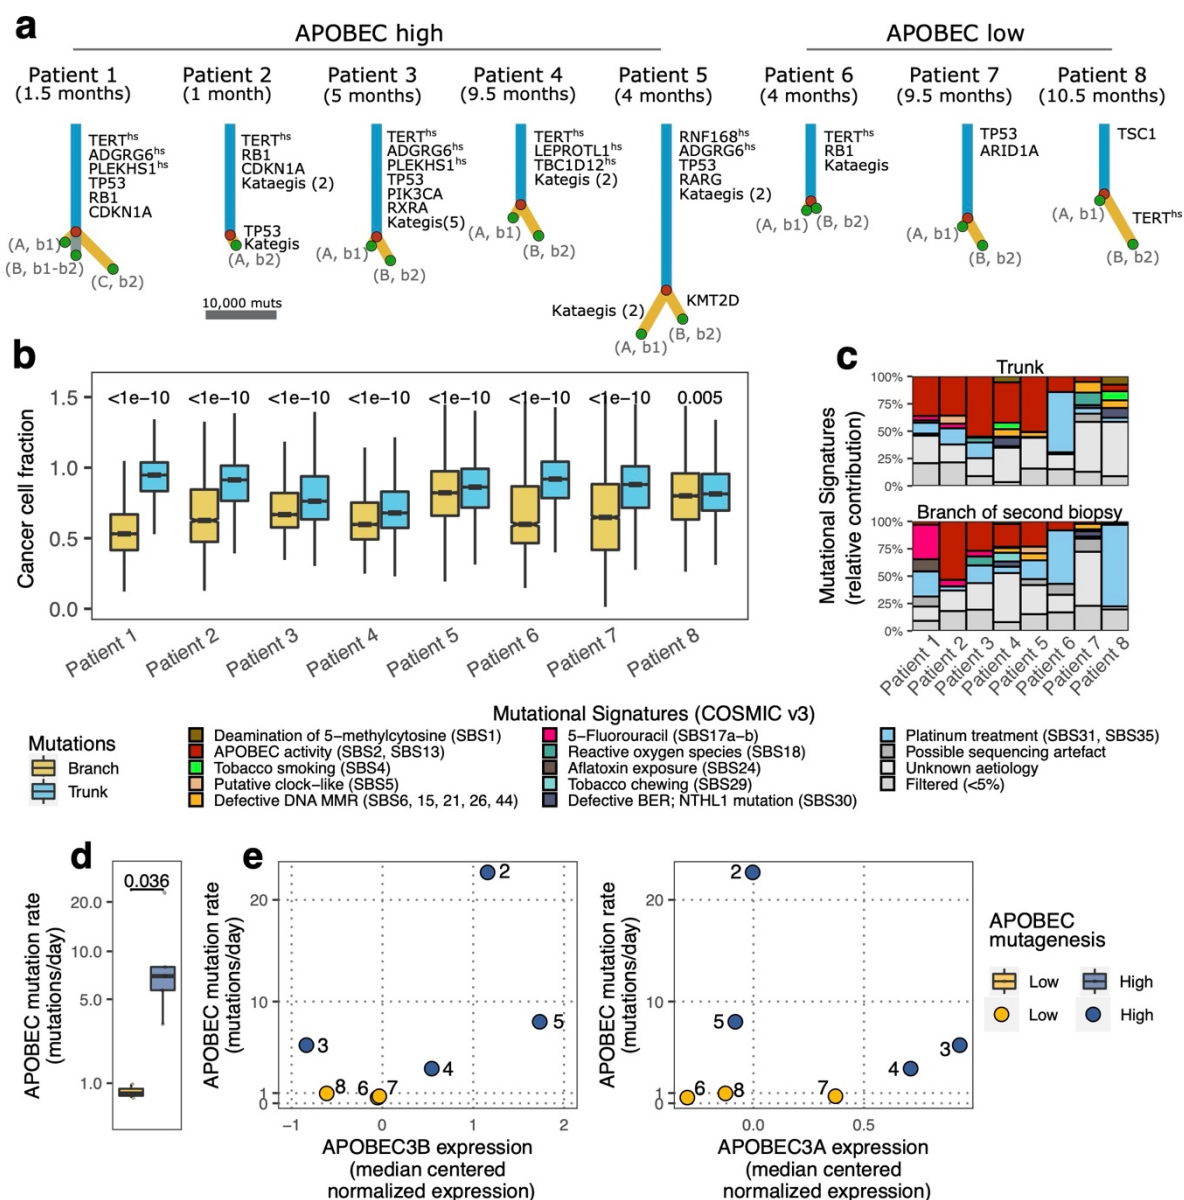 a
APOBEC high
APOBEC low
Patient 1
(1.5 months)
Patient 2
(1 month)
Patient 3
(5 months)
Patient 4
(9.5 months)
Patient 5
(4 months)
Patient 6
(4 months)
Patient 7
(9.5 months)
Patient 8
(10.5 months)
TERThs
ADGRG6hs
PLEKHS1hs
TP53
RB1
CDKN1A
(A, b1)
(B, b1-b2)
(C, b2)
TERThs
RB1
CDKN1A
Kataegis (2)
TP53
Kategis
(A, b2)
10,000 muts
TERThs
ADGRG6hs
PLEKHS1hs
TP53
PIK3CA
RXRA
Kategis(5)
(A, b1)
(B, b2)
TERThs
LEPROTL1hs
TBC1D12hs
Kategis (2)
(A, b1)
(B, b2)
RNF168hs
ADGRG6hs
TP53
RARG
Kataegis (2)
Kataegis (2)
KMT2D
(A, b1)
(B, b2)
TERThs
RB1
Kataegis
(A, b1)
(B, b2)
TP53
ARID1A
(A, b1)
(B, b2)
TSC1
(A, b1)
TERThs
(B, b2)
b
Cancer cell fraction
1.5
1.0
0.5
0.0
<1e-10
<1e-10
<1e-10
<1e-10
<1e-10
<1e-10
<1e-10
0.005
Patient 1
Patient 2
Patient 3
Patient 4
Patient 5
Patient 6
Patient 7
Patient 8
c
Mutational Signatures
(relative contribution)
Trunk
100%
75%
50%
25%
0%
Branch of second biopsy
100%
75%
50%
25%
0%
Patient 1
Patient 2
Patient 3
Patient 4
Patient 5
Patient 6
Patient 7
Patient 8
Mutations
Branch
Trunk
Mutational Signatures (COSMIC v3)
Deamination of 5−methylcytosine (SBS1)
APOBEC activity (SBS2, SBS13)
Tobacco smoking (SBS4)
Putative clock−like (SBS5)
Defective DNA MMR (SBS6, 15, 21, 26, 44)
5−Fluorouracil (SBS17a−b)
Reactive oxygen species (SBS18)
Aflatoxin exposure (SBS24)
Tobacco chewing (SBS29)
Defective BER; NTHL1 mutation (SBS30)
Platinum treatment (SBS31, SBS35)
Possible sequencing artefact
Unknown aetiology
Filtered (<5%)
d
APOBEC mutation rate
(mutations/day)
0.036
20.0
10.0
5.0
1.0
e
APOBEC mutation rate
(mutations/day)
20
10
1
0
2
5
3
4
8
6
7
−1
0
1
2
APOBEC3B expression
(median centered
normalized expression)
APOBEC mutation rate
(mutations/day)
20
10
1
0
2
5
3
4
6
8
7
0.0
0.5
APOBEC3A expression
(median centered
normalized expression)
APOBEC
mutagenesis
Low
High
Low
High